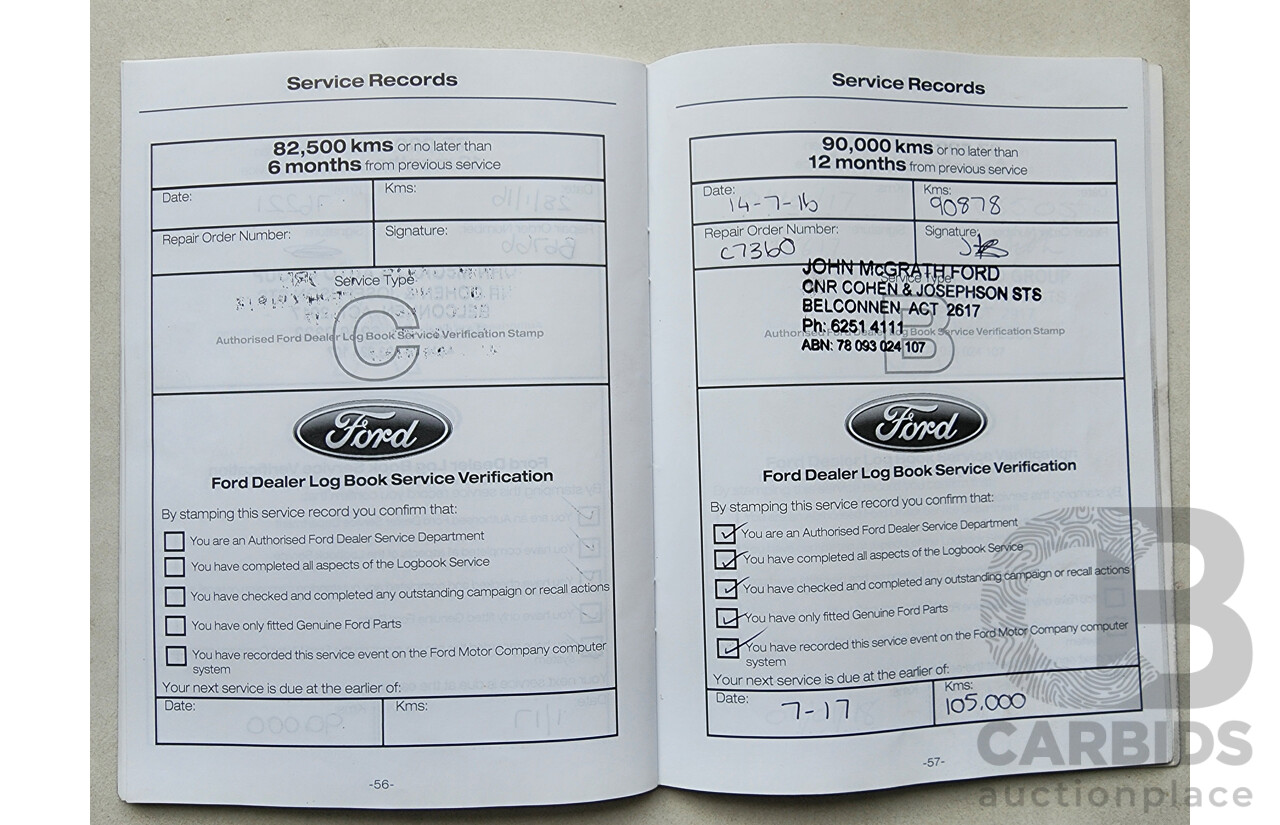 Service Records
82,500 kms or no later than
6 months from previous service
Date:
Kms:
Repair Order Number:
Signature:
Service Type
C
Authorised Ford Dealer Log Book Service Verification Stamp
Ford
Ford Dealer Log Book Service Verification
By stamping this service record you confirm that:
You are an Authorised Ford Dealer Service Department
You have completed all aspects of the Logbook Service
You have checked and completed any outstanding campaign or recall actions
You have only fitted Genuine Ford Parts
You have recorded this service event on the Ford Motor Company computer
system
Your next service is due at the earlier of:
Date:
Kms:
-56-
Service Records
90,000 kms or no later than
12 months from previous service
Date: 14-7-16
Kms: 90878
Repair Order Number: C7360
Signature:
Service Type
JOHN McGRATH FORD
CNR COHEN & JOSEPHSON STS
BELCONNEN ACT 2617
Ph: 6251 4111
B
Authorised Ford Dealer Log Book Service Verification Stamp
ABN: 78 093 024 107
Ford
Ford Dealer Log Book Service Verification
By stamping this service record you confirm that:
You are an Authorised Ford Dealer Service Department
You have completed all aspects of the Logbook Service
You have checked and completed any outstanding campaign or recall actions
You have only fitted Genuine Ford Parts
You have recorded this service event on the Ford Motor Company computer
system
Your next service is due at the earlier of:
Date: 7-17
Kms: 105,000
-57-
CB
CARBIDS
auctionplace